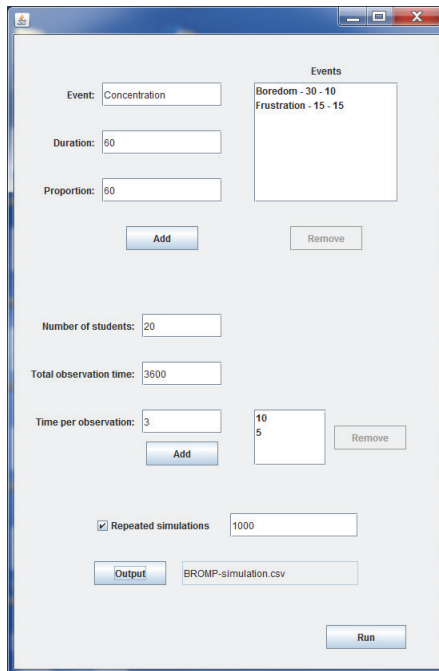 Events
Event: Concentration
Boredom - 30 - 10
Frustration - 15 - 15
Duration: 60
Proportion: 60
Add
Remove
Number of students: 20
Total observation time: 3600
Time per observation: 3
10
5
Add
Remove
Repeated simulations 1000
Output BROMP-simulation.csv
Run